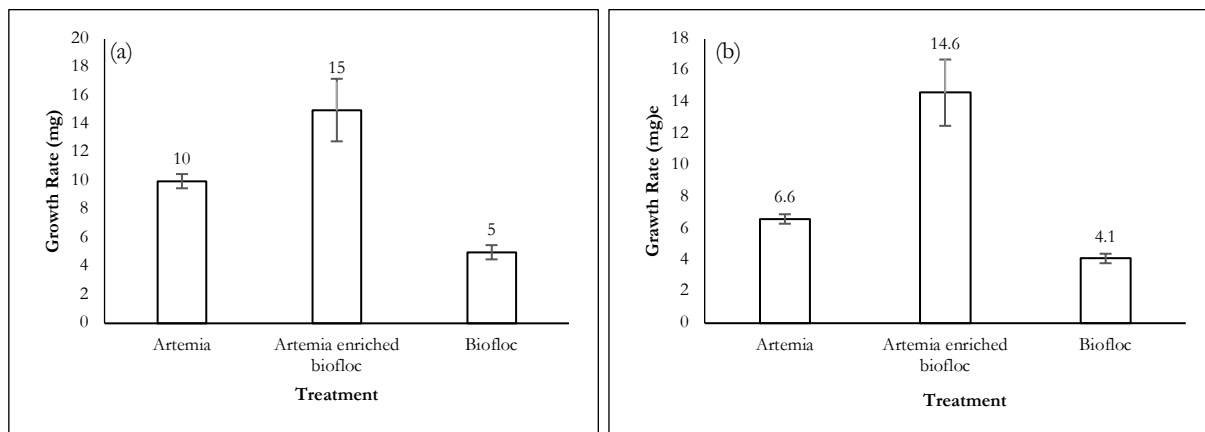 (a)
Growth Rate (mg)
20
18
16
14
12
10
8
6
4
2
0
10
15
5
Artemia
Artemia enriched
biofloc
Biofloc
Treatment
(b)
Grawth Rate (mg)e
18
16
14
12
10
8
6
4
2
0
6.6
14.6
4.1
Artemia
Artemia enriched
biofloc
Biofloc
Treatment